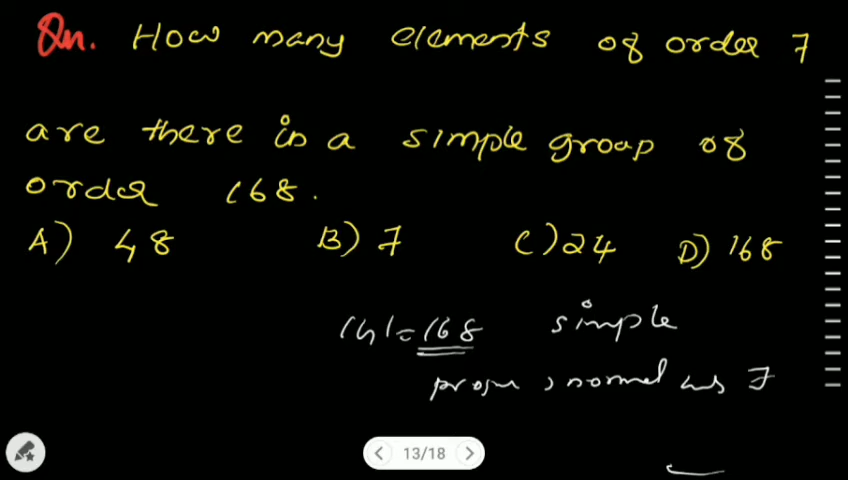 Qn. How many elements of order 7
are there in a simple group of
order 168.
A) 48 B) 7 C) 24 D) 168
|G| = 168 simple
normal
13/18